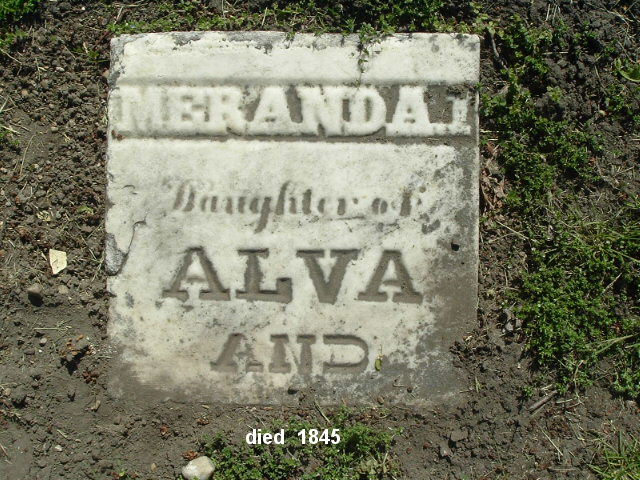 MERANDA
Daughter of
ALVA
AND
died 1845